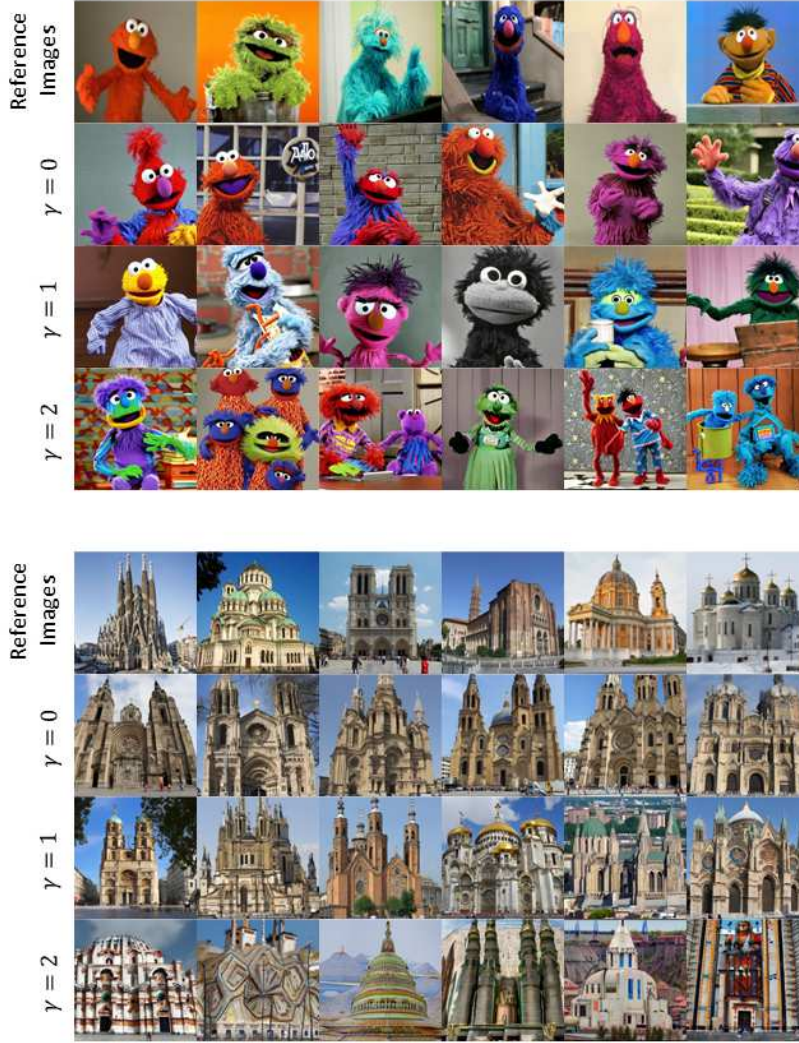 Reference
Images
γ = 0
γ = 1
γ = 2
Reference
Images
γ = 0
γ = 1
γ = 2